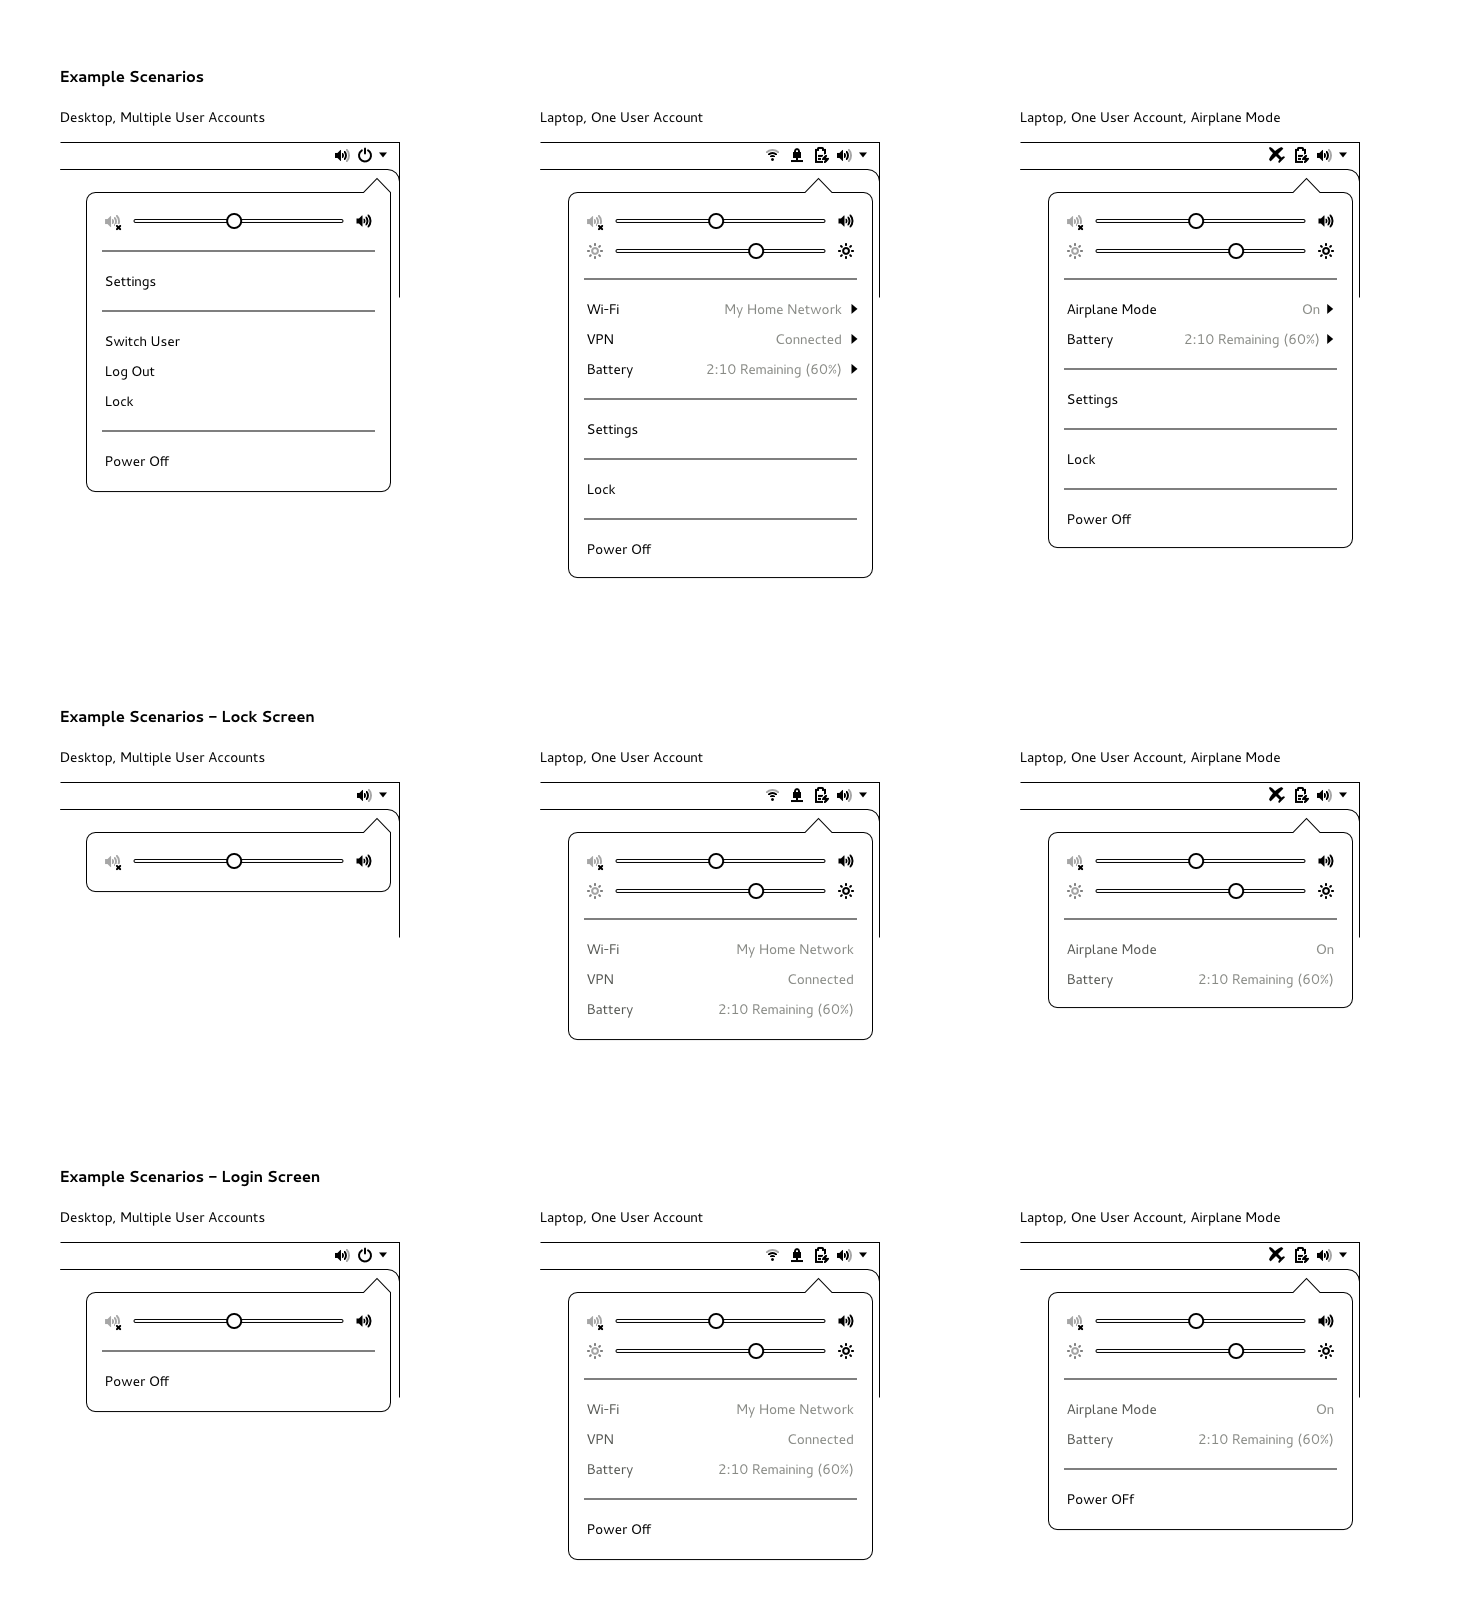 Example Scenarios
Desktop, Multiple User Accounts
Settings
Switch User
Log Out
Lock
Power Off
Laptop, One User Account
Wi-Fi My Home Network
VPN Connected
Battery 2:10 Remaining (60%)
Settings
Lock
Power Off
Laptop, One User Account, Airplane Mode
Airplane Mode On
Battery 2:10 Remaining (60%)
Settings
Lock
Power Off
Example Scenarios – Lock Screen
Desktop, Multiple User Accounts
Laptop, One User Account
Wi-Fi My Home Network
VPN Connected
Battery 2:10 Remaining (60%)
Laptop, One User Account, Airplane Mode
Airplane Mode On
Battery 2:10 Remaining (60%)
Example Scenarios – Login Screen
Desktop, Multiple User Accounts
Power Off
Laptop, One User Account
Wi-Fi My Home Network
VPN Connected
Battery 2:10 Remaining (60%)
Power Off
Laptop, One User Account, Airplane Mode
Airplane Mode On
Battery 2:10 Remaining (60%)
Power OFf